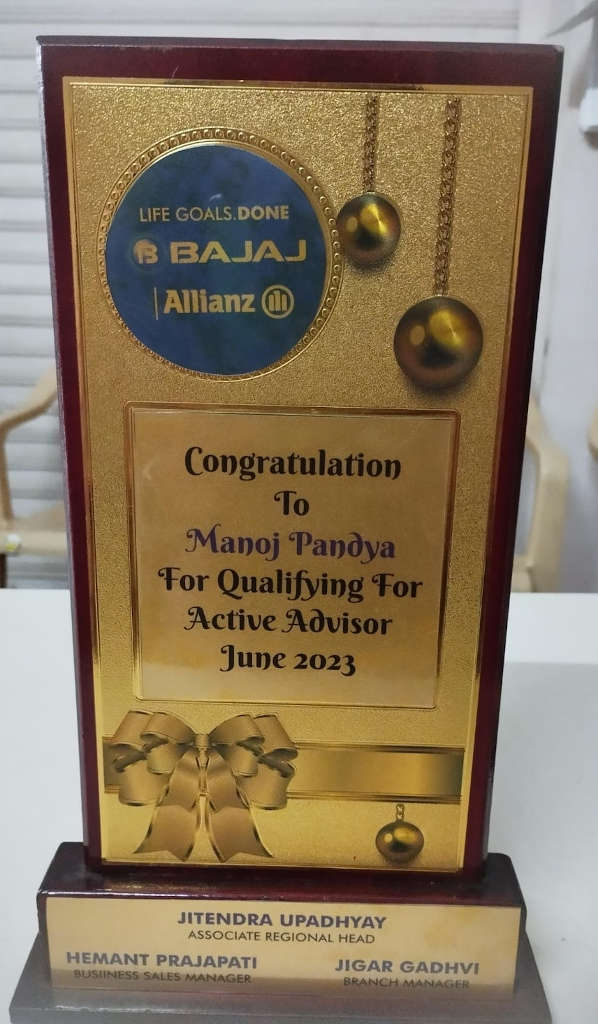 LIFE GOALS.DONE
B BAJAJ
Allianz
Congratulation
To
Manoj Pandya
For Qualifying For
Active Advisor
June 2023
JITENDRA UPADHYAY
ASSOCIATE REGIONAL HEAD
HEMANT PRAJAPATI JIGAR GADHVI
BUSIINESS SALES MANAGER BRANCH MANAGER